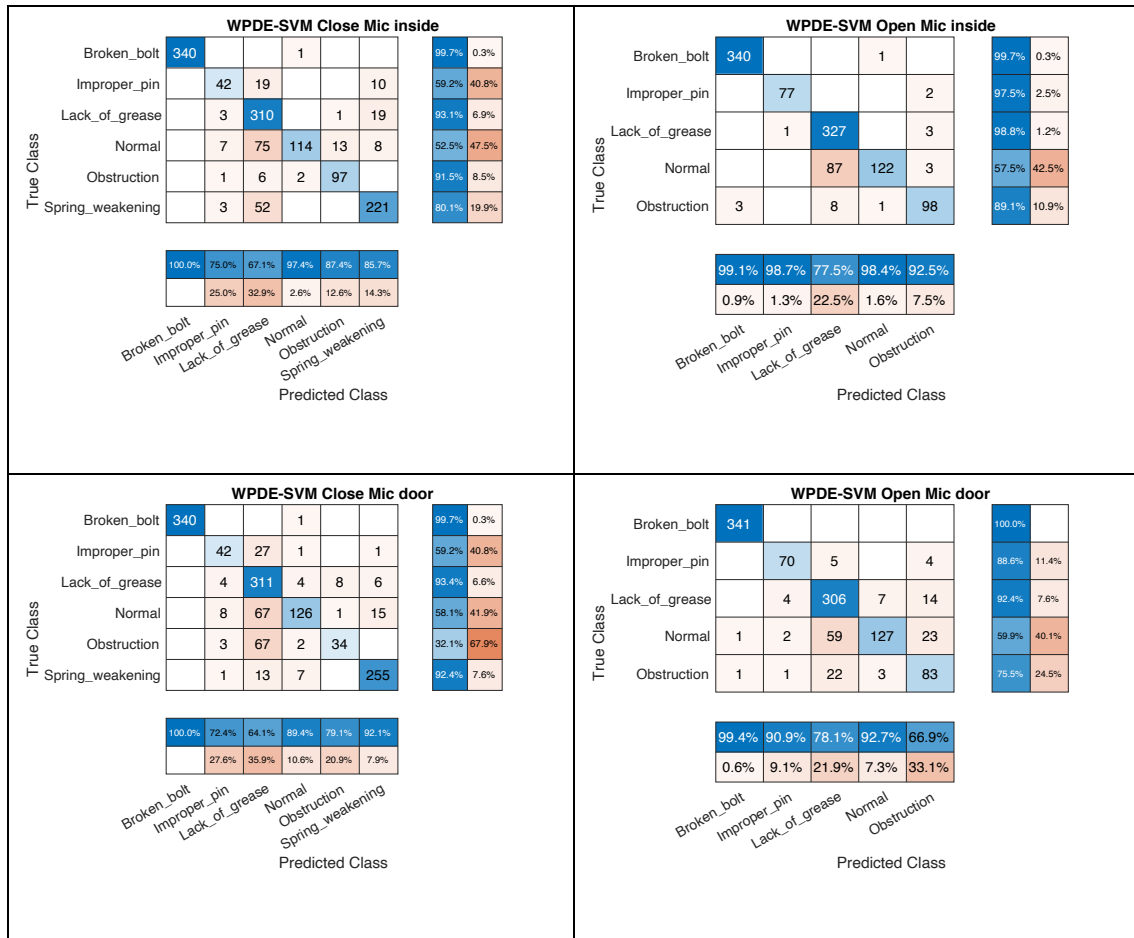 WPDE-SVM Close Mic inside
Broken_bolt 340 1 99.7% 0.3%
Improper_pin 42 19 10 59.2% 40.8%
Lack_of_grease 3 310 1 19 93.1% 6.9%
Normal 7 75 114 13 8 52.5% 47.5%
Obstruction 1 6 2 97 91.5% 8.5%
Spring_weakening 3 52 221 80.1% 19.9%
True Class
100.0% 75.0% 67.1% 97.4% 87.4% 85.7%
25.0% 32.9% 2.6% 12.6% 14.3%
Broken_bolt
Improper_pin
Lack_of_grease
Normal
Obstruction
Spring_weakening
Predicted Class
WPDE-SVM Open Mic inside
Broken_bolt 340 1 99.7% 0.3%
Improper_pin 77 2 97.5% 2.5%
Lack_of_grease 1 327 3 98.8% 1.2%
Normal 87 122 3 57.5% 42.5%
Obstruction 3 8 1 98 89.1% 10.9%
True Class
99.1% 98.7% 77.5% 98.4% 92.5%
0.9% 1.3% 22.5% 1.6% 7.5%
Broken_bolt
Improper_pin
Lack_of_grease
Normal
Obstruction
Predicted Class
WPDE-SVM Close Mic door
Broken_bolt 340 1 99.7% 0.3%
Improper_pin 42 27 1 1 59.2% 40.8%
Lack_of_grease 4 311 4 8 6 93.4% 6.6%
Normal 8 67 126 1 15 58.1% 41.9%
Obstruction 3 67 2 34 32.1% 67.9%
Spring_weakening 1 13 7 255 92.4% 7.6%
True Class
100.0% 72.4% 64.1% 89.4% 79.1% 92.1%
27.6% 35.9% 10.6% 20.9% 7.9%
Broken_bolt
Improper_pin
Lack_of_grease
Normal
Obstruction
Spring_weakening
Predicted Class
WPDE-SVM Open Mic door
Broken_bolt 341 100.0%
Improper_pin 70 5 4 88.6% 11.4%
Lack_of_grease 4 306 7 14 92.4% 7.6%
Normal 1 2 59 127 23 59.9% 40.1%
Obstruction 1 1 22 3 83 75.5% 24.5%
True Class
99.4% 90.9% 78.1% 92.7% 66.9%
0.6% 9.1% 21.9% 7.3% 33.1%
Broken_bolt
Improper_pin
Lack_of_grease
Normal
Obstruction
Predicted Class